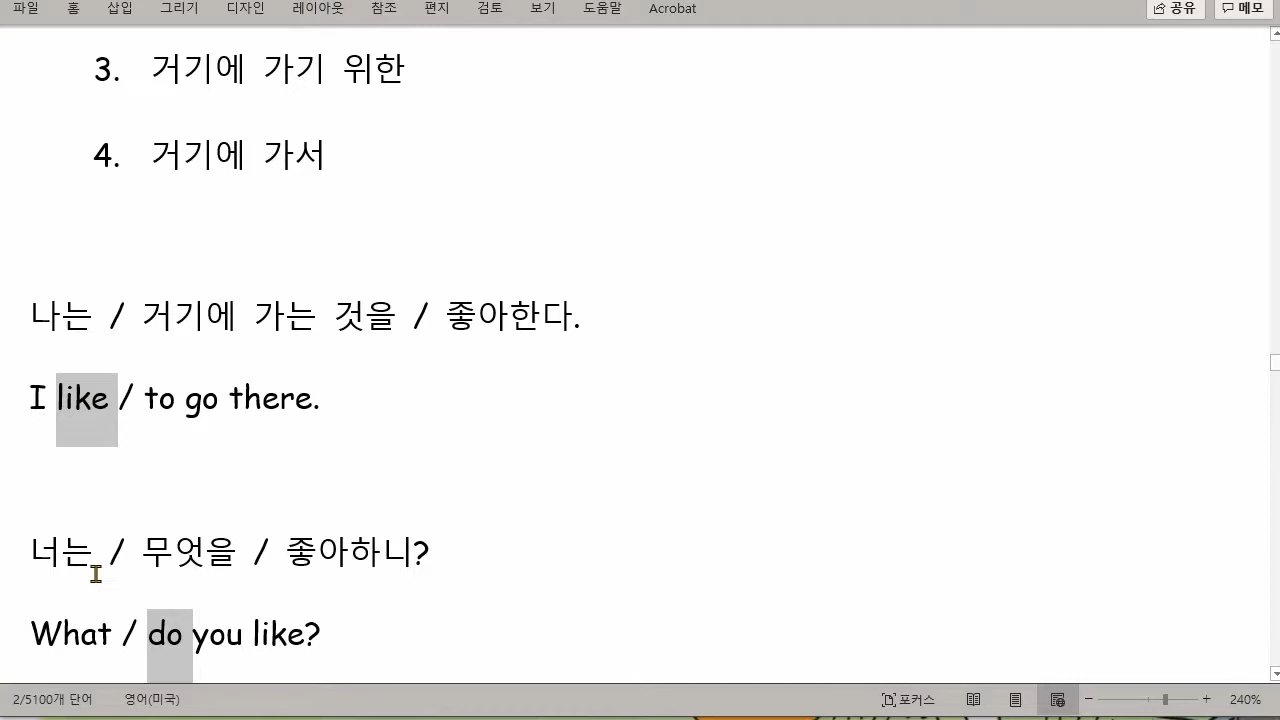 파일 홈 삽입 그리기 디자인 레이아웃 참조 편지 검토 보기 도움말 Acrobat 공유 메모
3. 거기에 가기 위한
4. 거기에 가서
나는 / 거기에 가는 것을 / 좋아한다.
I like / to go there.
너는 / 무엇을 / 좋아하니?
What / do you like?
2/5100개 단어 영어(미국) 포커스 240%